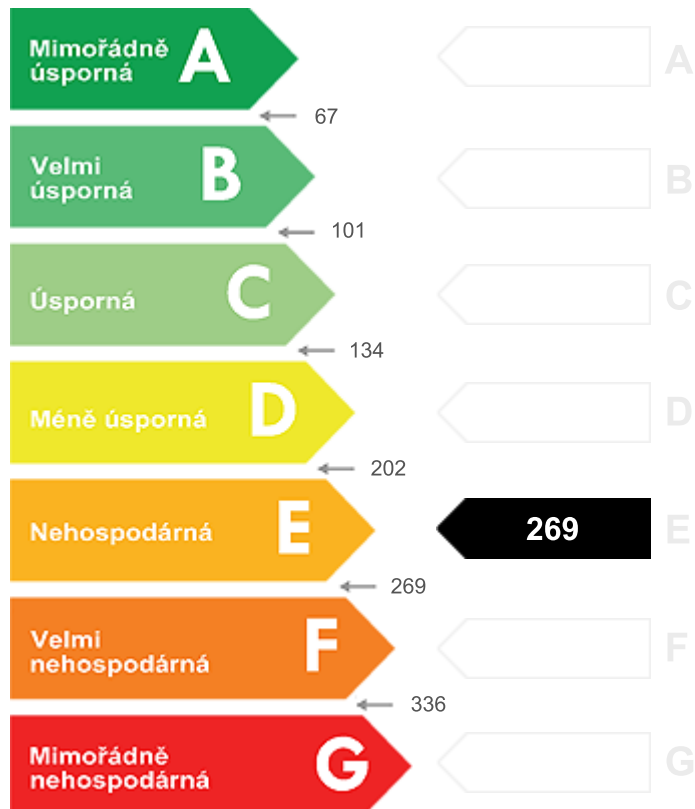 Mimořádně
úsporná
A
A
67
Velmi
úsporná
B
B
101
Úsporná
C
C
134
Méně úsporná
D
D
202
Nehospodárná
E
269
E
269
Velmi
nehospodárná
F
F
336
Mimořádně
nehospodárná
G
G